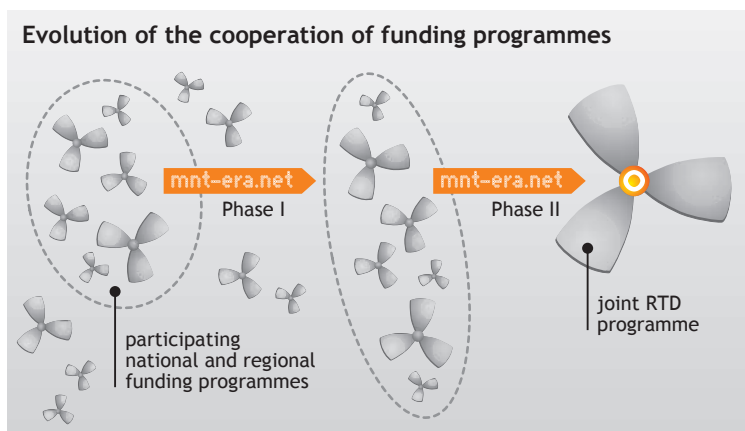 Evolution of the cooperation of funding programmes
mnt-era.net
Phase I
mnt-era.net
Phase II
participating
national and regional
funding programmes
joint RTD
programme